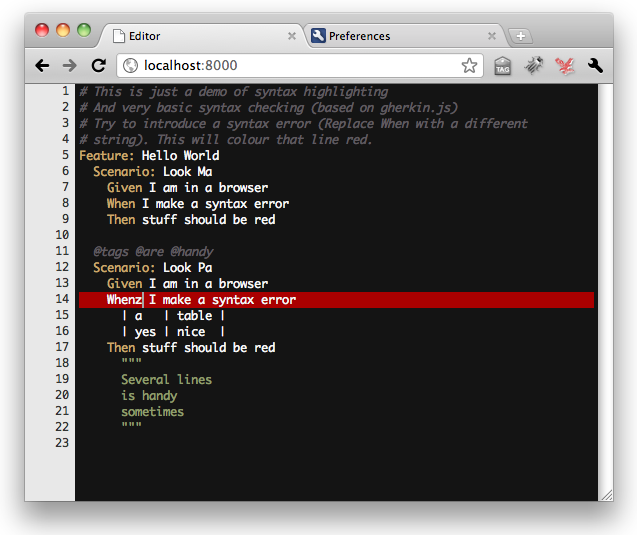 Editor
Preferences
localhost:8000
TAG
1 # This is just a demo of syntax highlighting
2 # And very basic syntax checking (based on gherkin.js)
3 # Try to introduce a syntax error (Replace When with a different
4 # string). This will colour that line red.
5 Feature: Hello World
6 Scenario: Look Ma
7 Given I am in a browser
8 When I make a syntax error
9 Then stuff should be red
10
11 @tags @are @handy
12 Scenario: Look Pa
13 Given I am in a browser
14 Whenz I make a syntax error
15 | a | table |
16 | yes | nice |
17 Then stuff should be red
18 """
19 Several lines
20 is handy
21 sometimes
22 """
23